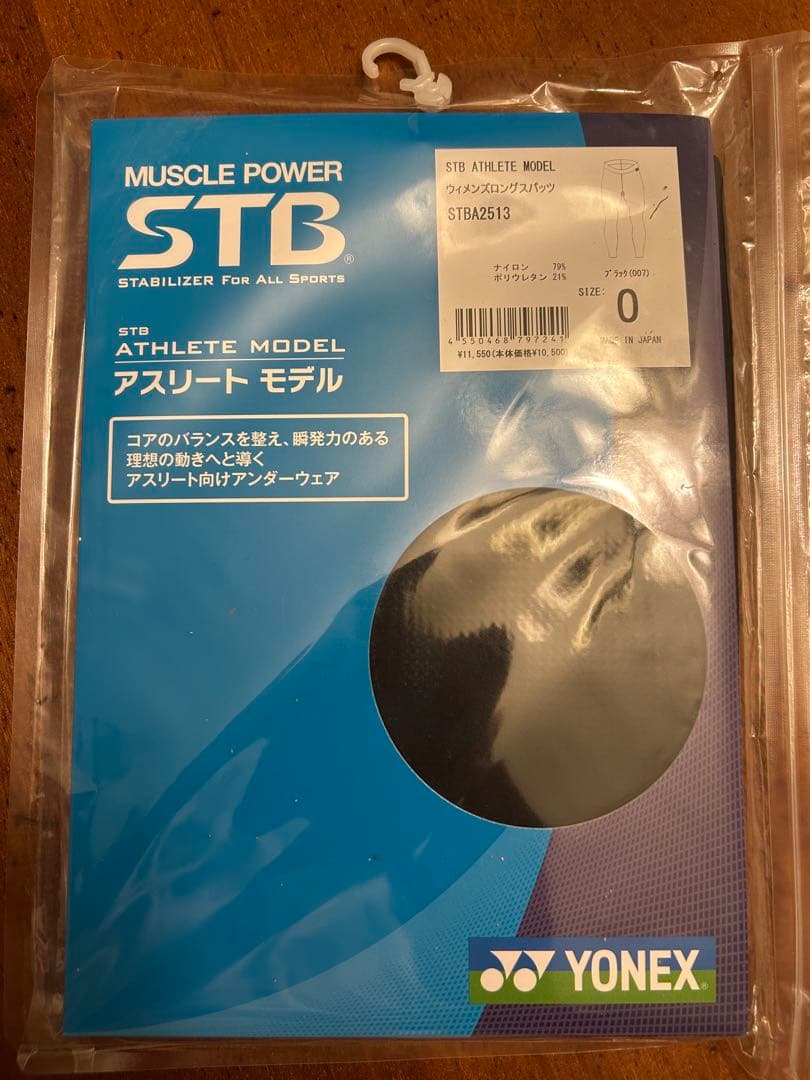 MUSCLE POWER
STB®
STABILIZER FOR ALL SPORTS
STB
ATHLETE MODEL
アスリート モデル
コアのバランスを整え、瞬発力のある
理想の動きへと導く
アスリート向けアンダーウェア
STB ATHLETE MODEL
ウィメンズロングスパッツ
STBA2513
ナイロン 79%
ポリウレタン 21%
ブラック(007)
SIZE: O
4 550468 797241
¥11,550(本体価格¥10,500)
MADE IN JAPAN
YONEX®